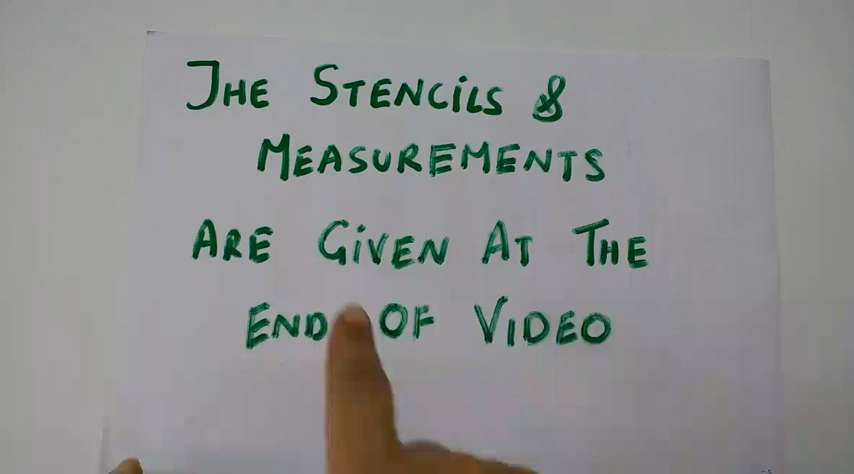 THE STENCiLS &
MEASUREMENTS
ARE GiVEN AT THE
END OF VIDEO